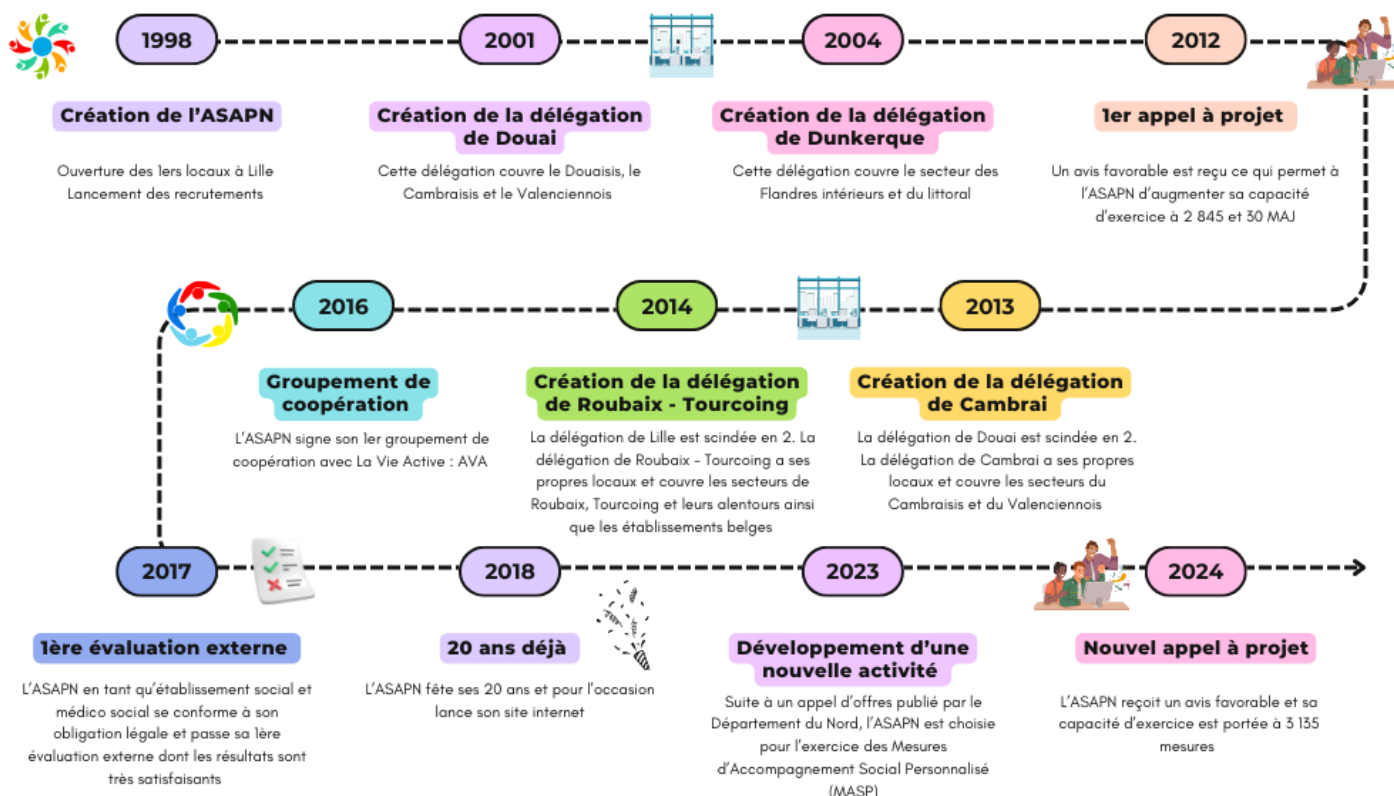 1998
2001
2004
2012
Création de l'ASAPN
Ouverture des 1ers locaux à Lille
Lancement des recrutements
Création de la délégation
de Douai
Cette délégation couvre le Douaisis, le
Cambraisis et le Valenciennois
Création de la délégation
de Dunkerque
Cette délégation couvre le secteur des
Flandres intérieurs et du littoral
1er appel à projet
Un avis favorable est reçu ce qui permet à
l'ASAPN d'augmenter sa capacité
d'exercice à 2 845 et 30 MAJ
2016
2014
2013
Groupement de
coopération
L'ASAPN signe son 1er groupement de
coopération avec La Vie Active : AVA
Création de la délégation
de Roubaix - Tourcoing
La délégation de Lille est scindée en 2. La
délégation de Roubaix - Tourcoing a ses
propres locaux et couvre les secteurs de
Roubaix, Tourcoing et leurs alentours ainsi
que les établissements belges
Création de la délégation
de Cambrai
La délégation de Douai est scindée en 2.
La délégation de Cambrai a ses propres
locaux et couvre les secteurs du
Cambraisis et du Valenciennois
2017
2018
2023
2024
1ère évaluation externe
L'ASAPN en tant qu'établissement social et
médico social se conforme à son
obligation légale et passe sa 1ère
évaluation externe dont les résultats sont
très satisfaisants
20 ans déjà
L'ASAPN fête ses 20 ans et pour l'occasion
lance son site internet
Développement d'une
nouvelle activité
Suite à un appel d'offres publié par le
Département du Nord, l'ASAPN est choisie
pour l'exercice des Mesures
d'Accompagnement Social Personnalisé
(MASP)
Nouvel appel à projet
L'ASAPN reçoit un avis favorable et sa
capacité d'exercice est portée à 3 135
mesures